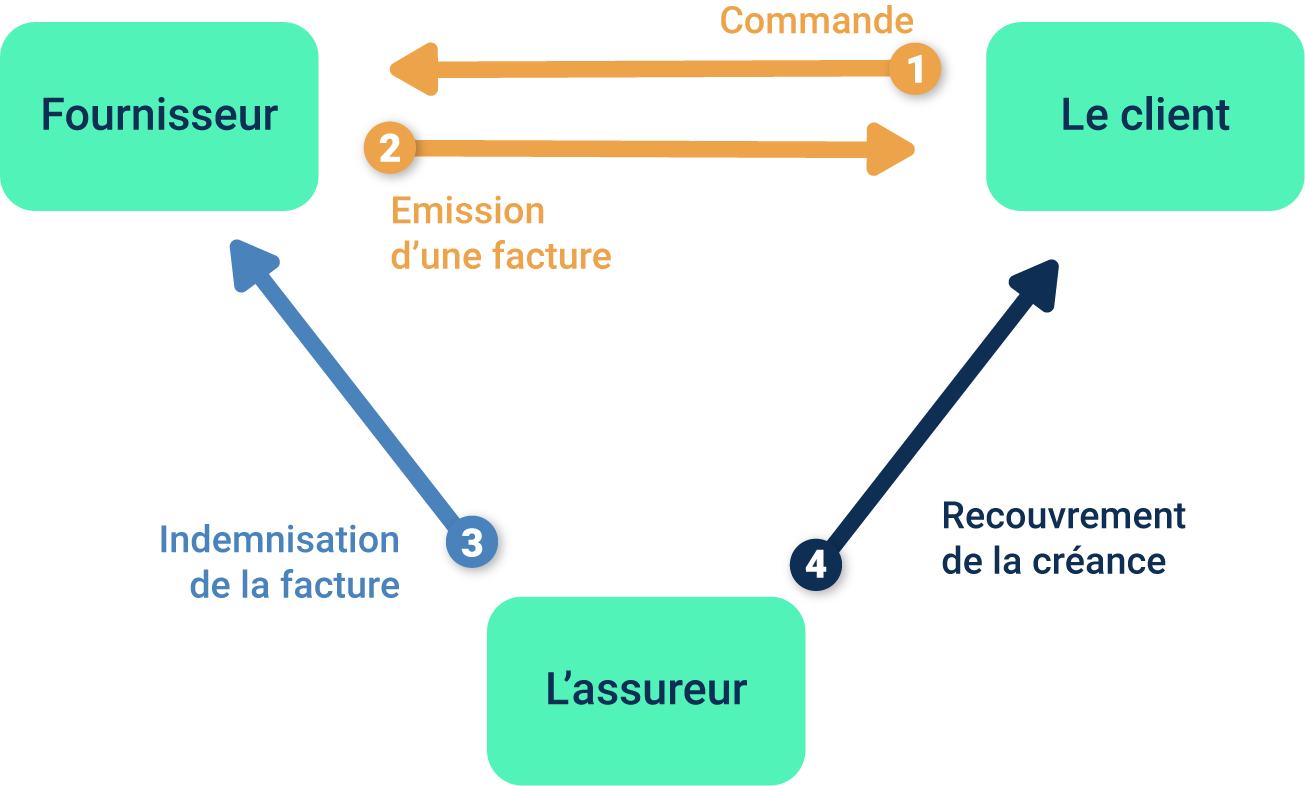 Commande
1
Fournisseur
Le client
2
Emission
d’une facture
Indemnisation
de la facture
3
4
Recouvrement
de la créance
L’assureur